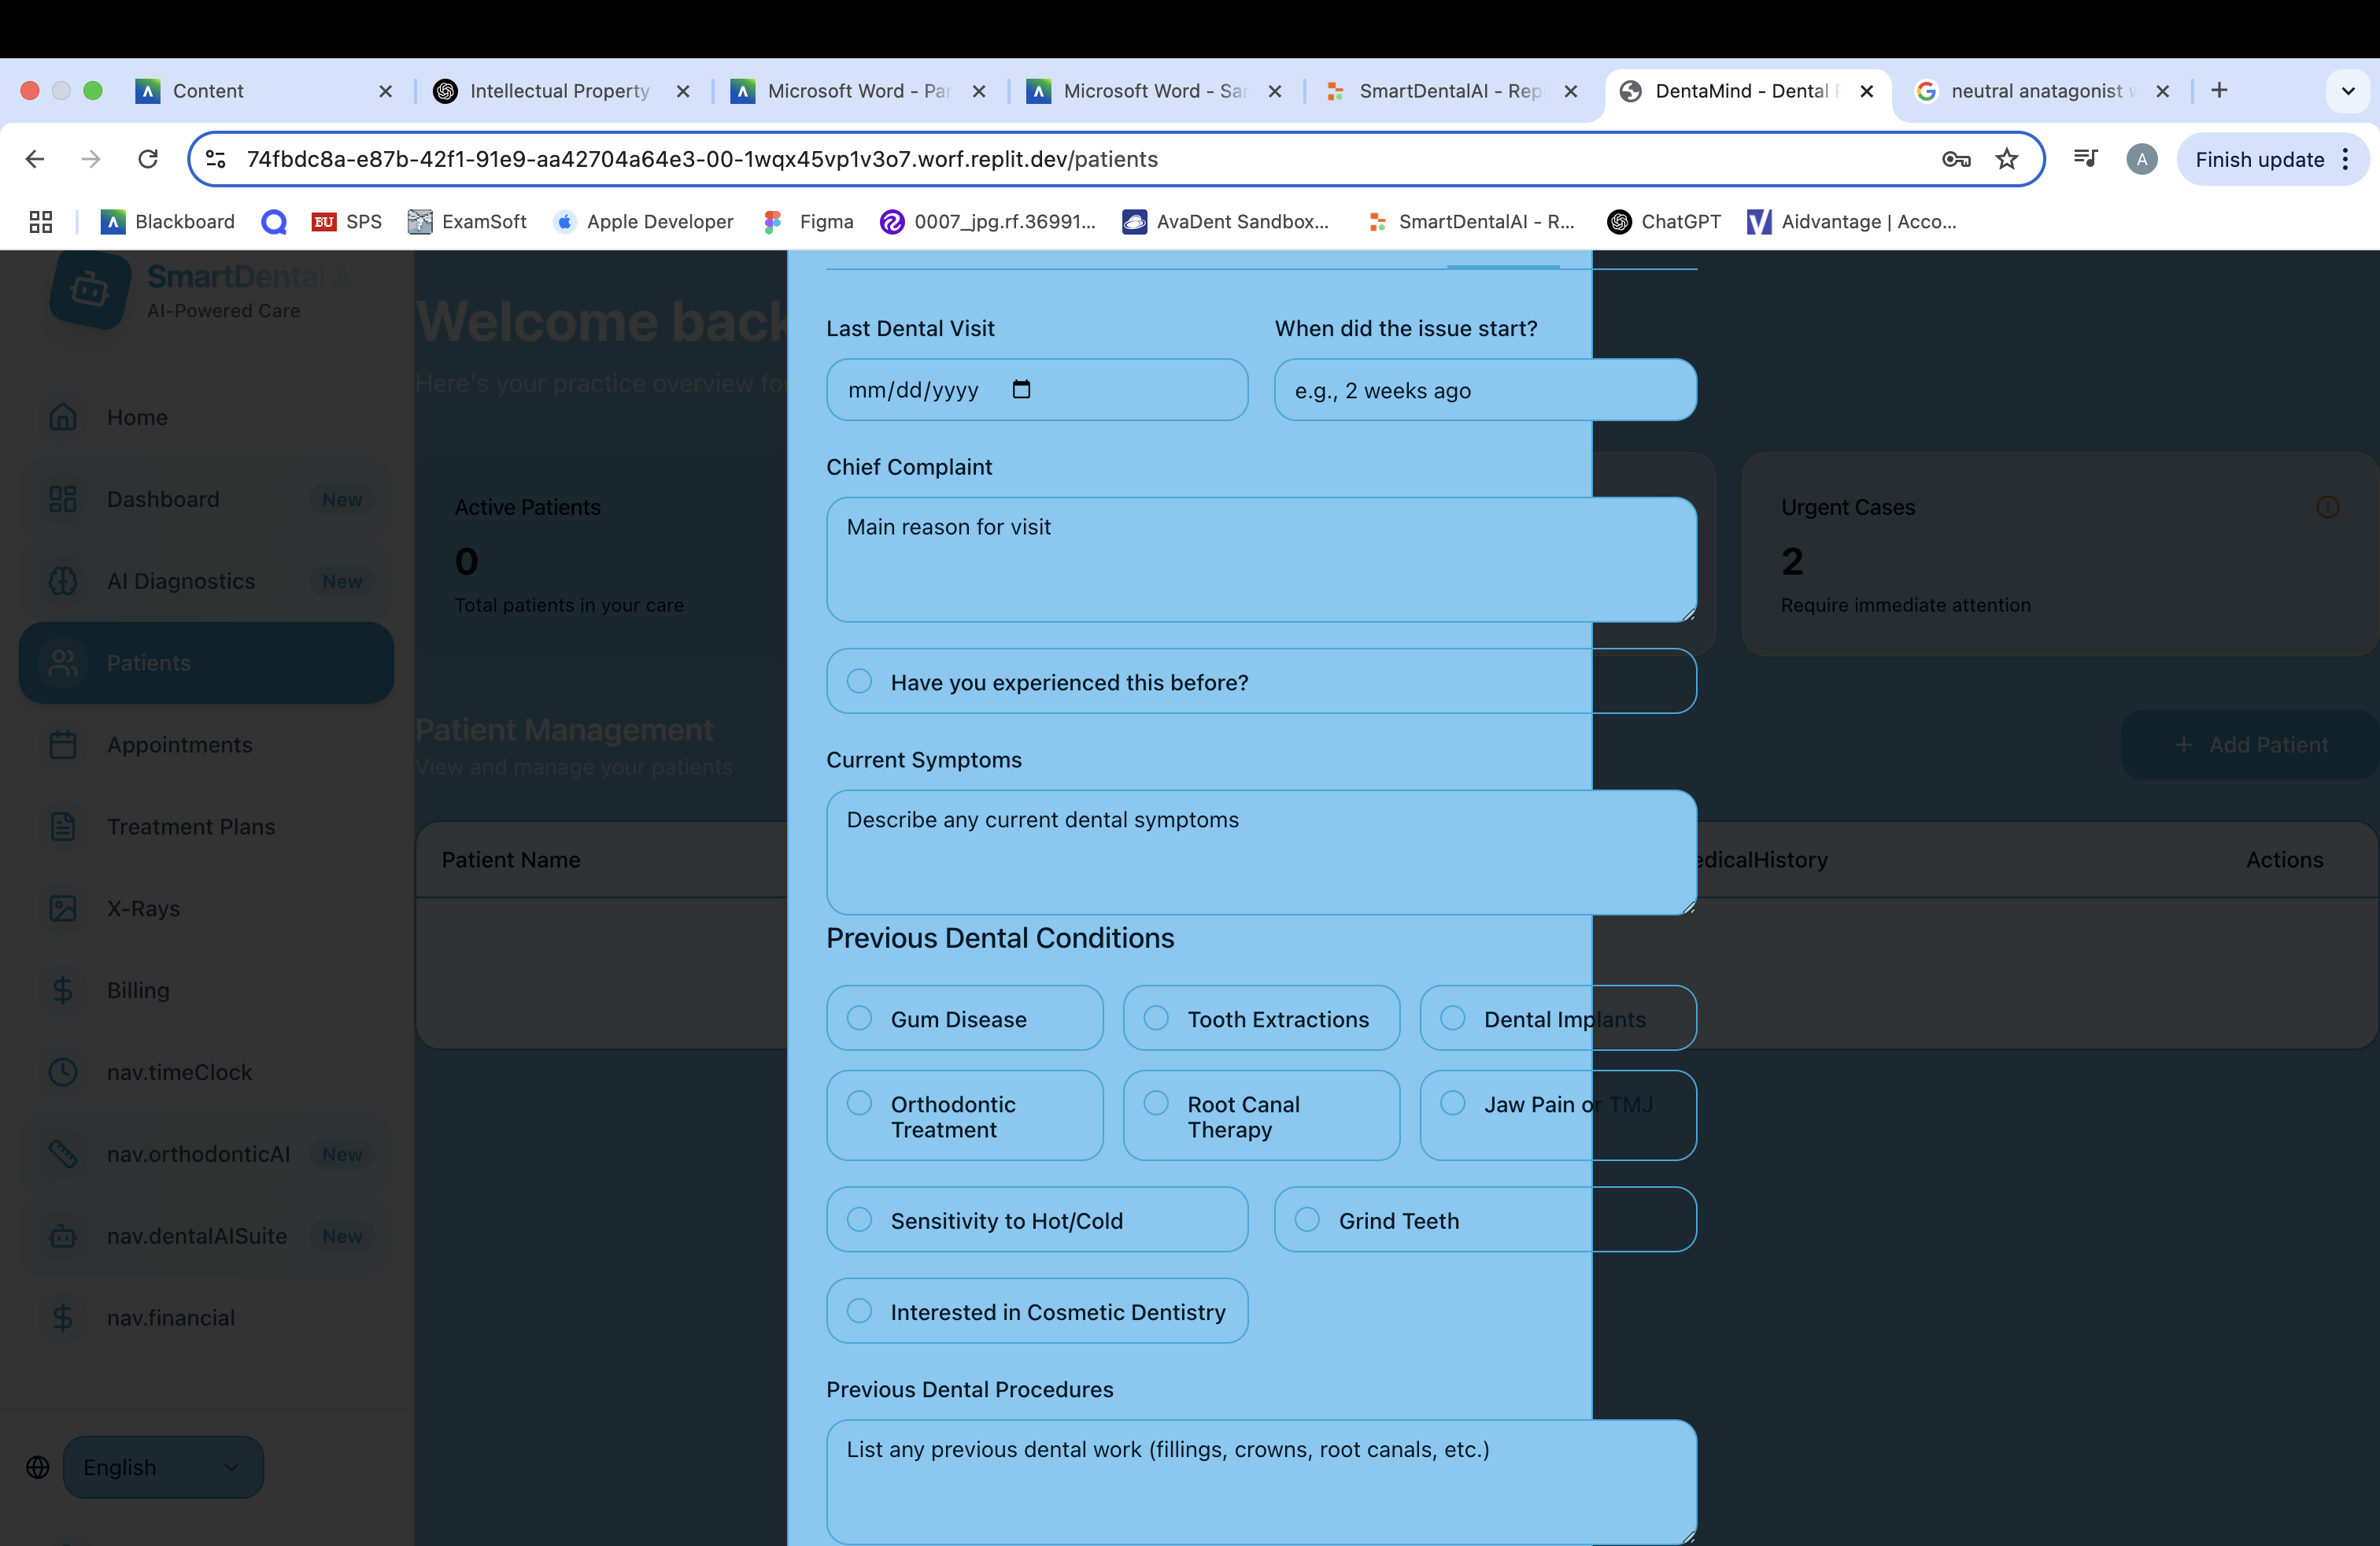 Content
Intellectual Property
Microsoft Word - Par
Microsoft Word - Sar
SmartDentalAI - Rep
DentaMind - Dental
neutral anatagonist
74fbdc8a-e87b-42f1-91e9-aa42704a64e3-00-1wqx45vp1v3o7.worf.replit.dev/patients
A
Finish update
Blackboard
BU SPS
ExamSoft
Apple Developer
Figma
0007_jpg.rf.36991...
AvaDent Sandbox...
SmartDentalAI - R...
ChatGPT
Aidvantage | Acco...
SmartDental A
AI-Powered Care
Home
Dashboard New
AI Diagnostics New
Patients
Appointments
Treatment Plans
X-Rays
Billing
nav.timeClock
nav.orthodonticAI New
nav.dentalAISuite New
nav.financial
English
Welcome back
Here's your practice overview fo
Active Patients
0
Total patients in your care
Urgent Cases
2
Require immediate attention
Patient Management
View and manage your patients
+ Add Patient
Patient Name
edicalHistory
Actions
Last Dental Visit
mm/dd/yyyy
When did the issue start?
e.g., 2 weeks ago
Chief Complaint
Main reason for visit
Have you experienced this before?
Current Symptoms
Describe any current dental symptoms
Previous Dental Conditions
Gum Disease
Tooth Extractions
Dental Implants
Orthodontic
Treatment
Root Canal
Therapy
Jaw Pain or TMJ
Sensitivity to Hot/Cold
Grind Teeth
Interested in Cosmetic Dentistry
Previous Dental Procedures
List any previous dental work (fillings, crowns, root canals, etc.)